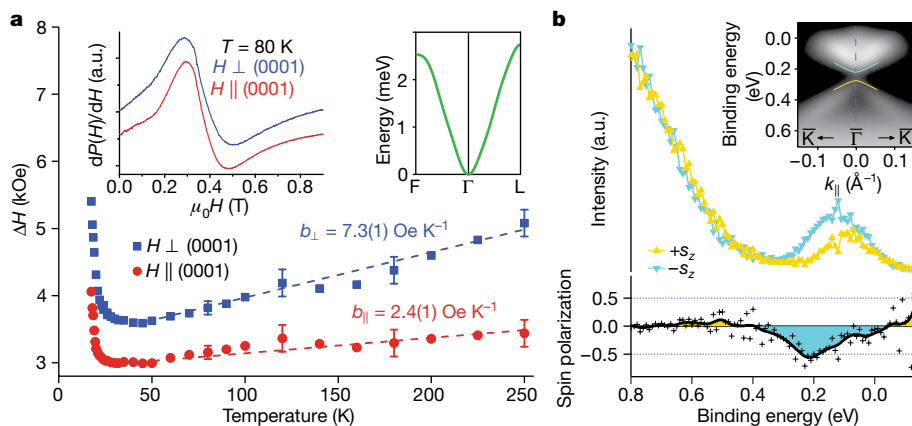 a
8
7
6
5
4
3
ΔH (kOe)
0
50
100
150
200
250
Temperature (K)
dP(H)/dH (a.u.)
T = 80 K
H ⊥ (0001)
H || (0001)
0.0
0.2
0.4
0.6
0.8
μ₀H (T)
Energy (meV)
2
1
0
F
Γ
L
b⊥ = 7.3(1) Oe K⁻¹
H ⊥ (0001)
H || (0001)
b|| = 2.4(1) Oe K⁻¹
b
Intensity (a.u.)
Binding energy
(eV)
0.0
0.2
0.4
0.6
K̅
Γ̅
K̅
−0.1
0.0
0.1
k|| (Å⁻¹)
+sz
−sz
Spin polarization
0.5
0.0
−0.5
0.8
0.6
0.4
0.2
0
Binding energy (eV)